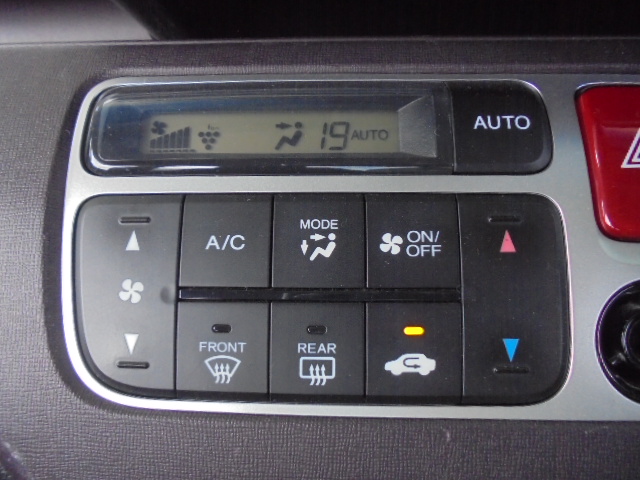 19 AUTO
AUTO
A/C
MODE
ON/
OFF
FRONT
REAR